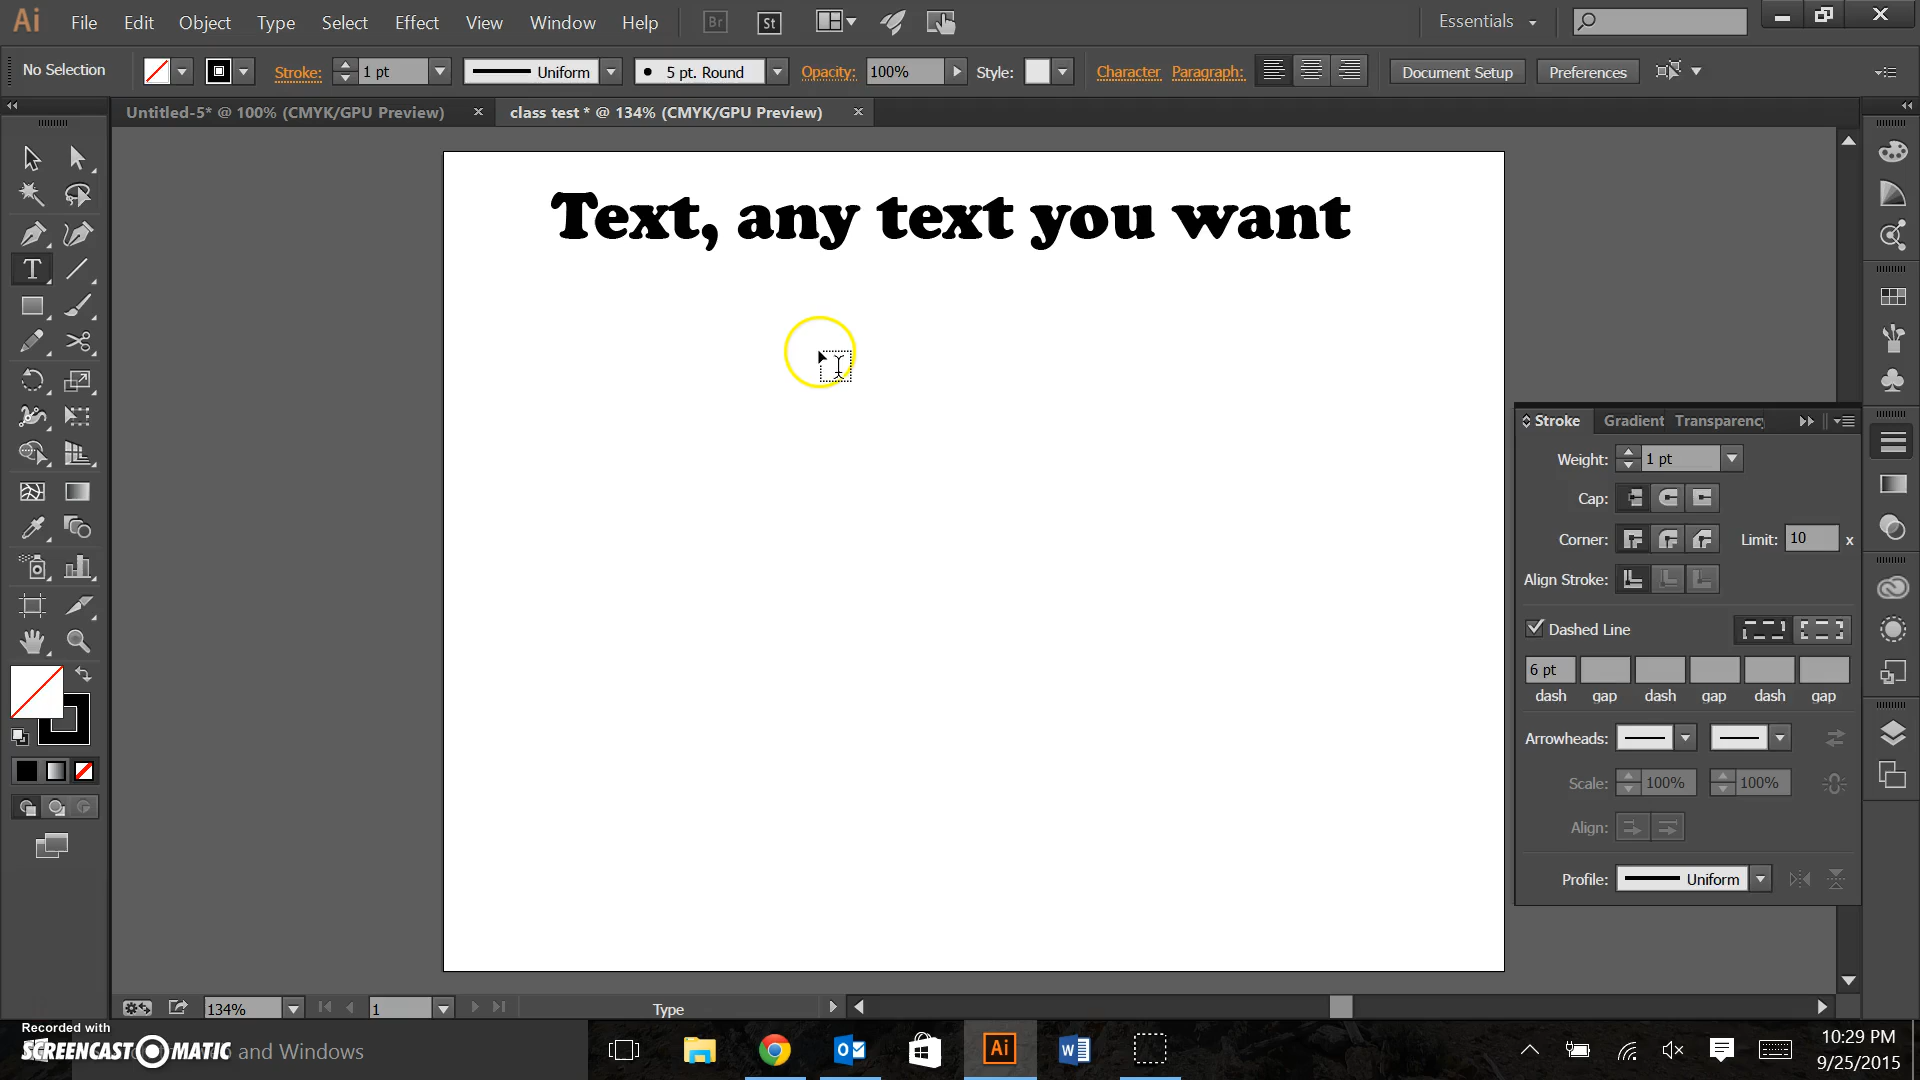 Ai File Edit Object Type Select Effect View Window Help Br St Essentials
No Selection Stroke: 1 pt Uniform 5 pt. Round Opacity: 100% Style: Character Paragraph: Document Setup Preferences
Untitled-5* @ 100% (CMYK/GPU Preview) class test * @ 134% (CMYK/GPU Preview)
Text, any text you want
Stroke Gradient Transparency
Weight: 1 pt
Cap:
Corner: Limit: 10 x
Align Stroke:
Dashed Line
6 pt
dash gap dash gap dash gap
Arrowheads:
Scale: 100% 100%
Align:
Profile: Uniform
134% 1 Type
Recorded with
SCREENCAST-O-MATIC and Windows
Ai
10:29 PM
9/25/2015